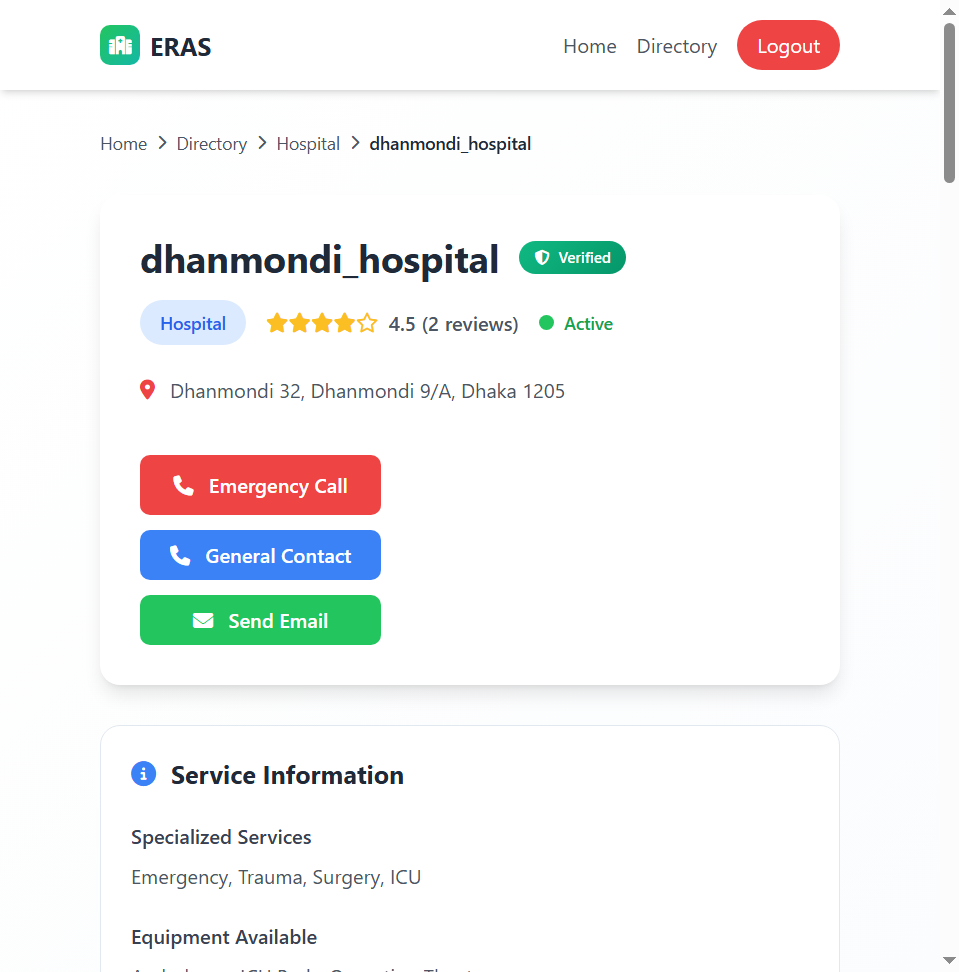 ERAS
Home Directory Logout
Home > Directory > Hospital > dhanmondi_hospital
dhanmondi_hospital Verified
Hospital 4.5 (2 reviews) Active
Dhanmondi 32, Dhanmondi 9/A, Dhaka 1205
Emergency Call
General Contact
Send Email
Service Information
Specialized Services
Emergency, Trauma, Surgery, ICU
Equipment Available